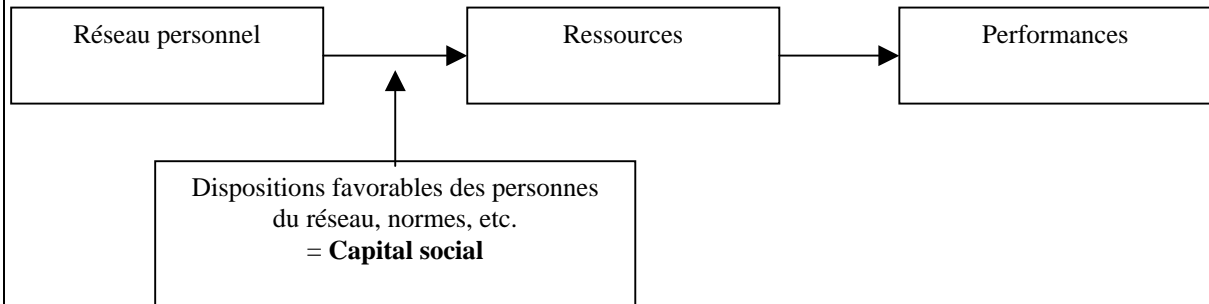 Réseau personnel
Ressources
Performances
Dispositions favorables des personnes
du réseau, normes, etc.
= Capital social